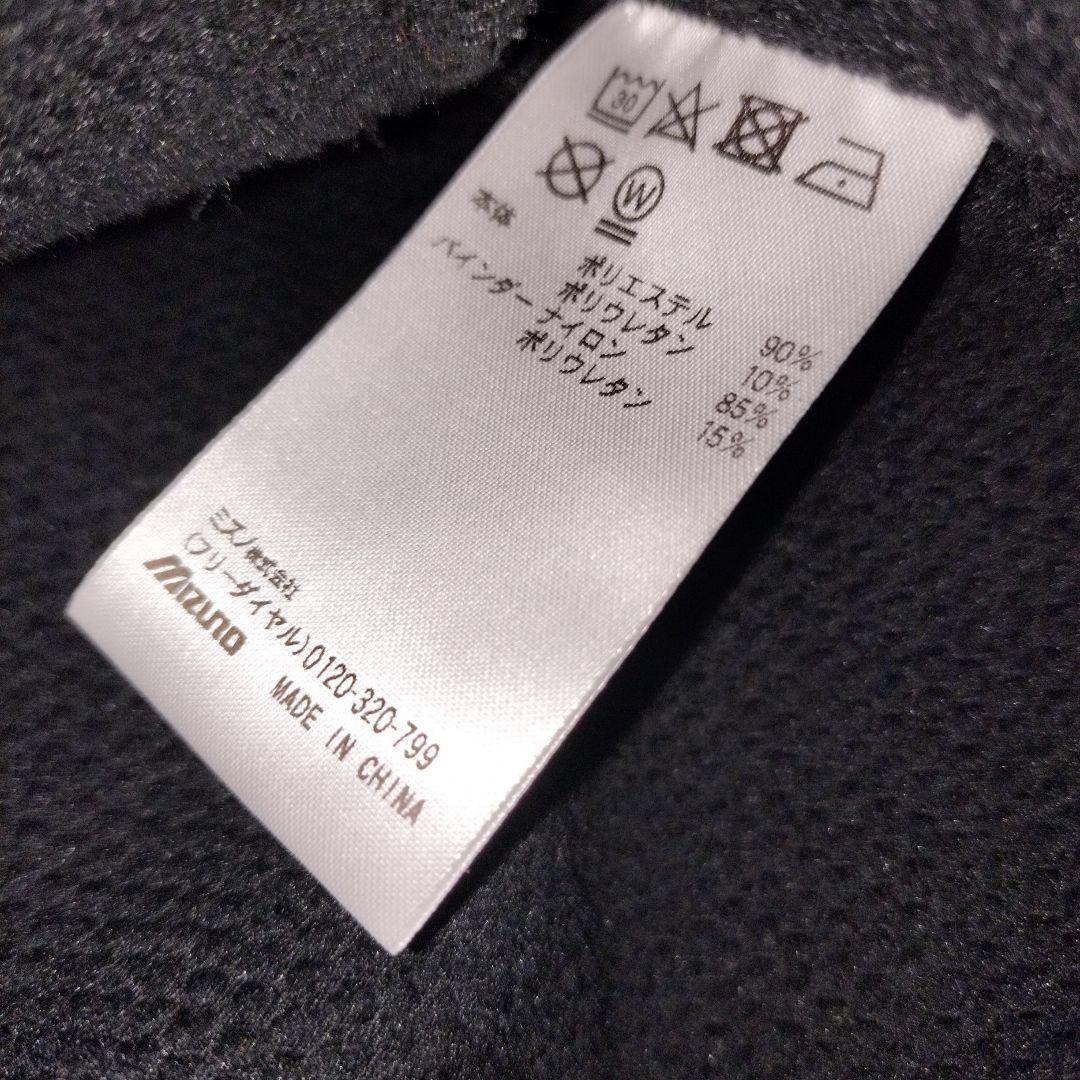 30
W
本体 ポリエステル 90%
ポリウレタン 10%
バインダー ナイロン 85%
ポリウレタン 15%
ミズノ株式会社
(フリーダイヤル)0120-320-799
MIZUNO
MADE IN CHINA